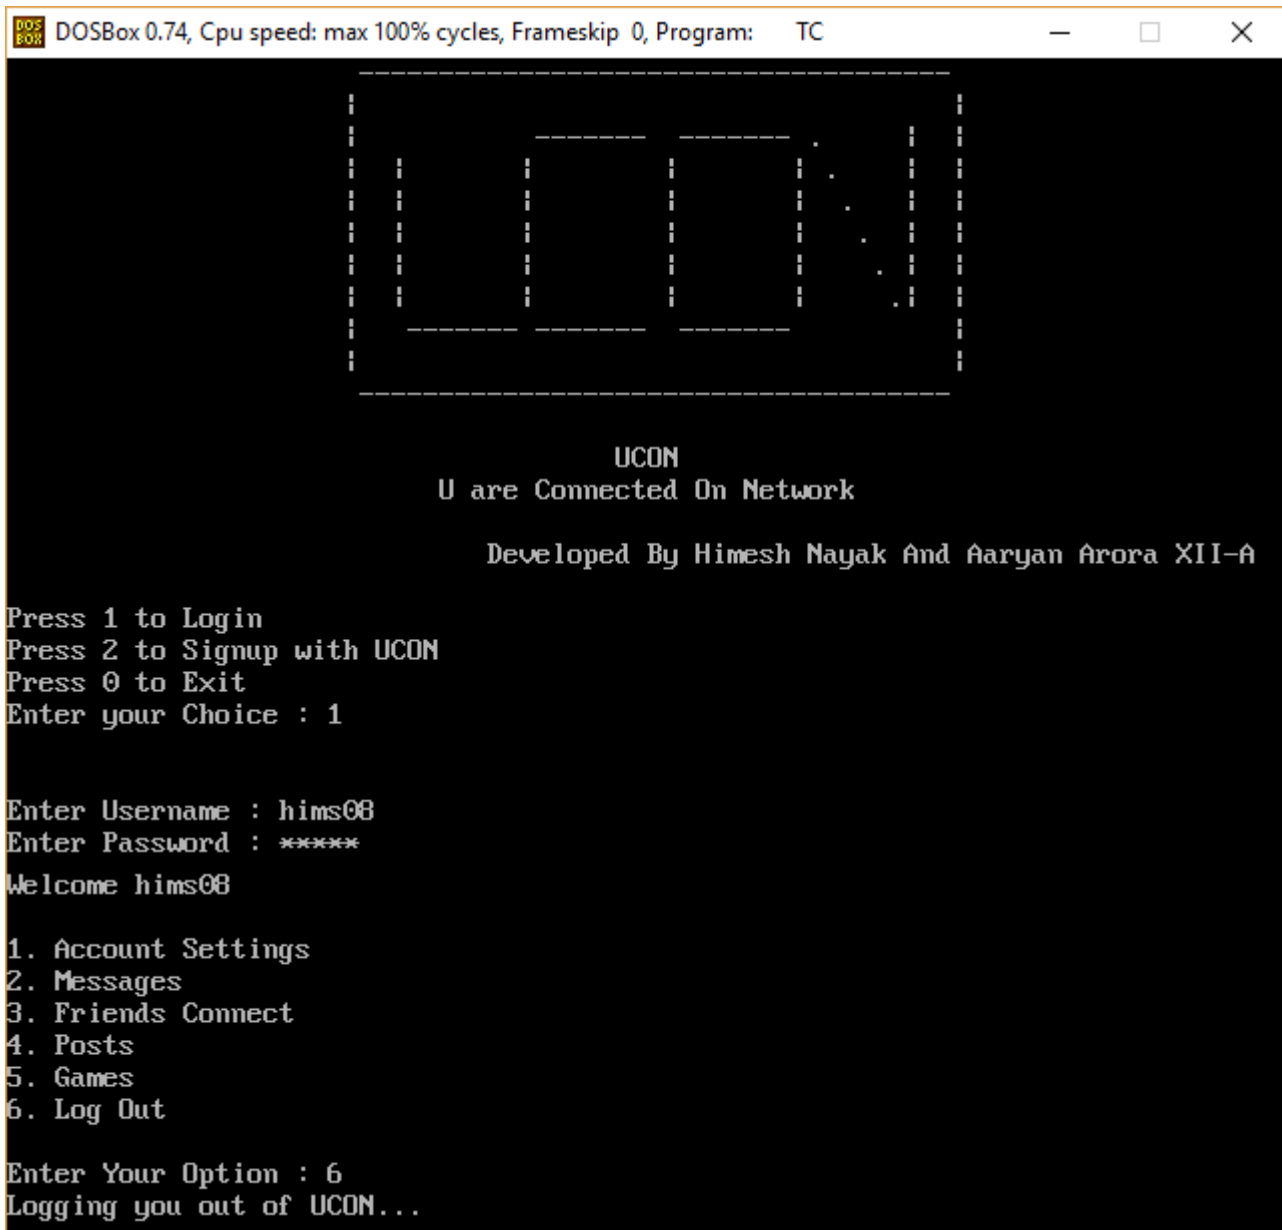 DOSBox 0.74, Cpu speed: max 100% cycles, Frameskip 0, Program: TC
UCON
UCON
U are Connected On Network
Developed By Himesh Nayak And Aaryan Arora XII-A
Press 1 to Login
Press 2 to Signup with UCON
Press 0 to Exit
Enter your Choice : 1
Enter Username : hims08
Enter Password : *****
Welcome hims08
1. Account Settings
2. Messages
3. Friends Connect
4. Posts
5. Games
6. Log Out
Enter Your Option : 6
Logging you out of UCON...